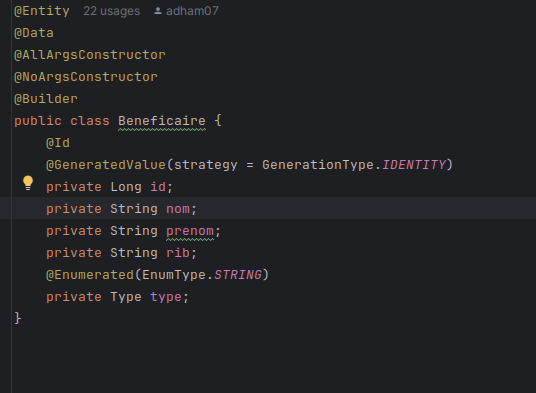 @Entity 22 usages adham07
@Data
@AllArgsConstructor
@NoArgsConstructor
@Builder
public class Beneficaire {
@Id
@GeneratedValue(strategy = GenerationType.IDENTITY)
private Long id;
private String nom;
private String prenom;
private String rib;
@Enumerated(EnumType.STRING)
private Type type;
}